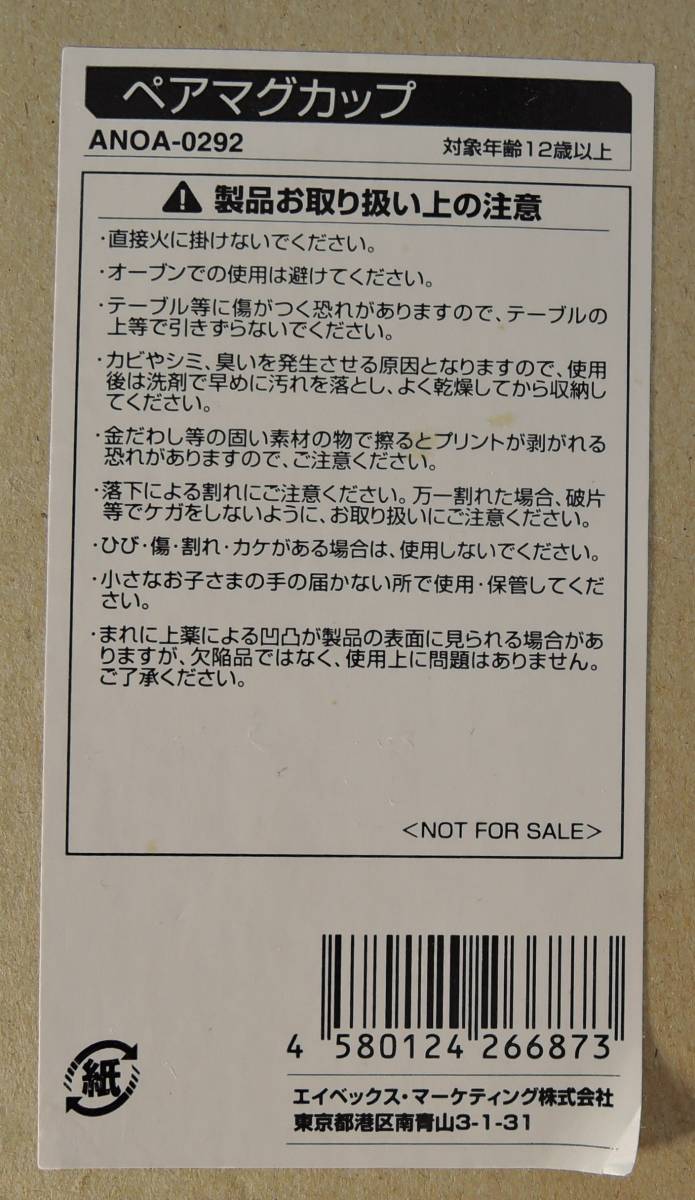 ペアマグカップ
ANOA-0292
対象年齢12歳以上
製品お取り扱い上の注意
・直接火に掛けないでください。
・オーブンでの使用は避けてください。
・テーブル等に傷がつく恐れがありますので、テーブルの
上等で引きずらないでください。
・カビやシミ、臭いを発生させる原因となりますので、使用
後は洗剤で早めに汚れを落とし、よく乾燥してから収納し
てください。
・金だわし等の固い素材の物で擦るとプリントが剥がれる
恐れがありますので、ご注意ください。
・落下による割れにご注意ください。万一割れた場合、破片
等でケガをしないように、お取り扱いにご注意ください。
・ひび・傷・割れ・カケがある場合は、使用しないでください。
・小さなお子さまの手の届かない所で使用・保管してくだ
さい。
・まれに上薬による凹凸が製品の表面に見られる場合があ
りますが、欠陥品ではなく、使用上に問題はありません。
ご了承ください。
<NOT FOR SALE>
4 580124 266873
紙
エイベックス・マーケティング株式会社
東京都港区南青山3-1-31